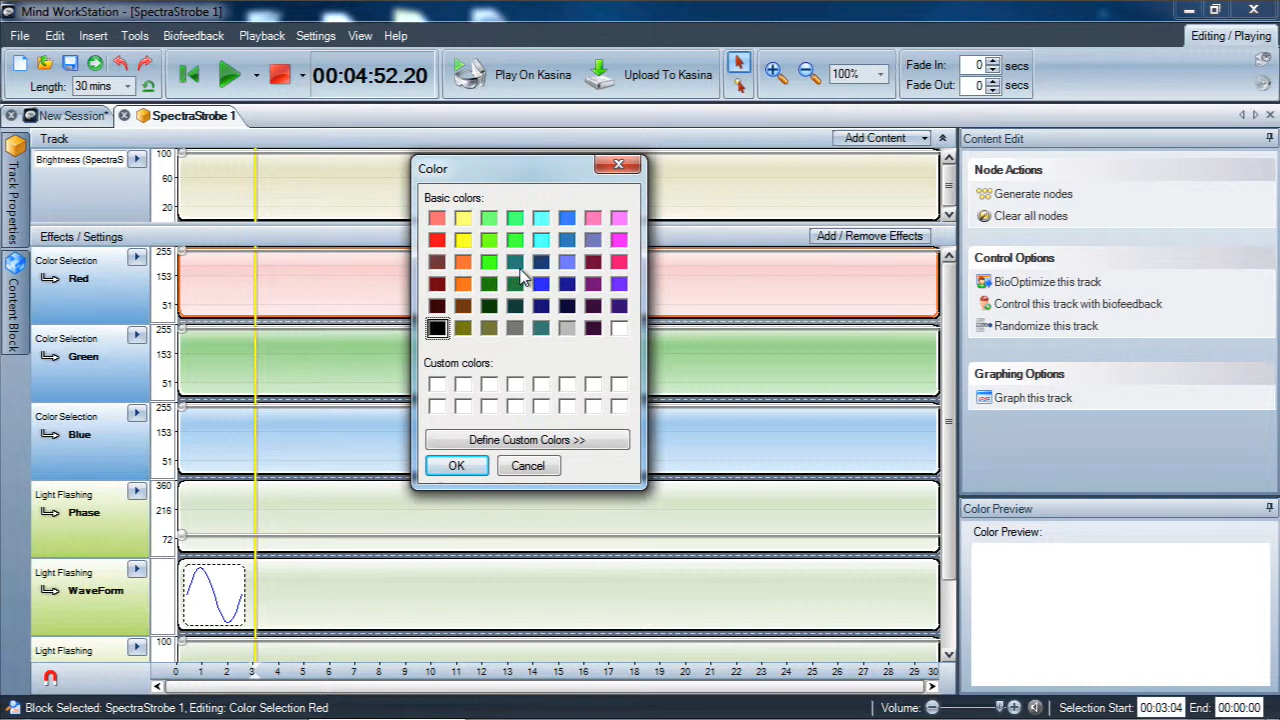 Mind WorkStation - [SpectraStrobe 1]
File Edit Insert Tools Biofeedback Playback Settings View Help
Editing / Playing
Length: 30 mins
00:04:52.20
Play On Kasina
Upload To Kasina
100%
Fade In: 0 secs
Fade Out: 0 secs
New Session*
SpectraStrobe 1
Track Properties
Content Block
Track
Add Content
Brightness (SpectraS
100
60
20
Effects / Settings
Add / Remove Effects
Color Selection
Red
255
153
51
Color Selection
Green
255
153
51
Color Selection
Blue
255
153
51
Light Flashing
Phase
360
216
72
Light Flashing
WaveForm
Light Flashing
100
0 1 2 3 4 5 6 7 8 9 10 11 12 13 14 15 16 17 18 19 20 21 22 23 24 25 26 27 28 29 30
Color
Basic colors:
Custom colors:
Define Custom Colors >>
OK
Cancel
Content Edit
Node Actions
Generate nodes
Clear all nodes
Control Options
BioOptimize this track
Control this track with biofeedback
Randomize this track
Graphing Options
Graph this track
Color Preview
Color Preview:
Block Selected: SpectraStrobe 1, Editing: Color Selection Red
Volume:
Selection Start: 00:03:04 End: 00:00:00